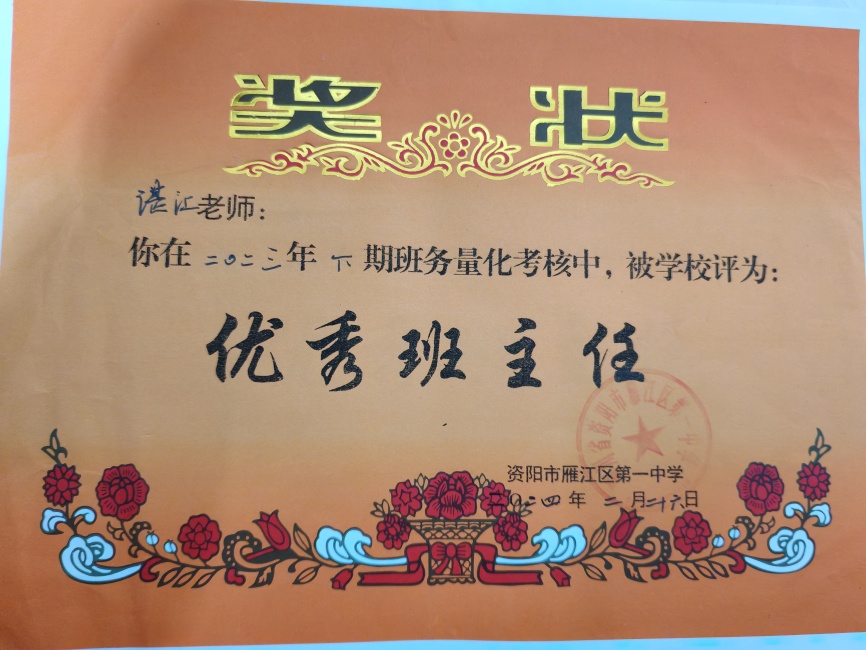 奖状
谌江老师：
你在二〇二三年下期班务量化考核中，被学校评为：
优秀班主任
资阳市雁江区第一中学
二〇二四年二月二十六日